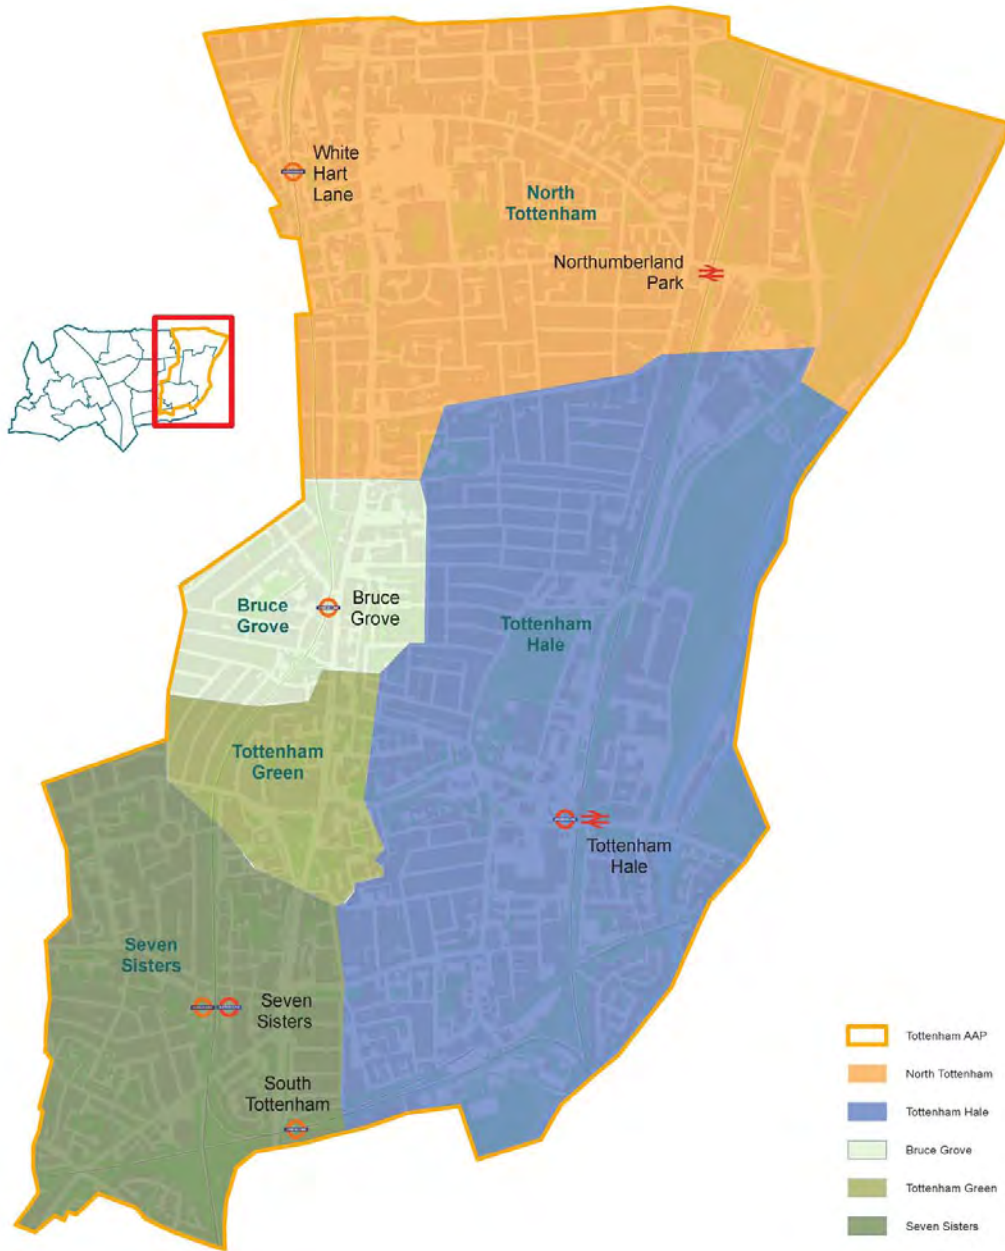 White
Hart
Lane
North
Tottenham
Northumberland
Park
Bruce
Grove
Bruce
Grove
Tottenham
Hale
Tottenham
Green
Tottenham
Hale
Seven
Sisters
Seven
Sisters
South
Tottenham
Tottenham AAP
North Tottenham
Tottenham Hale
Bruce Grove
Tottenham Green
Seven Sisters